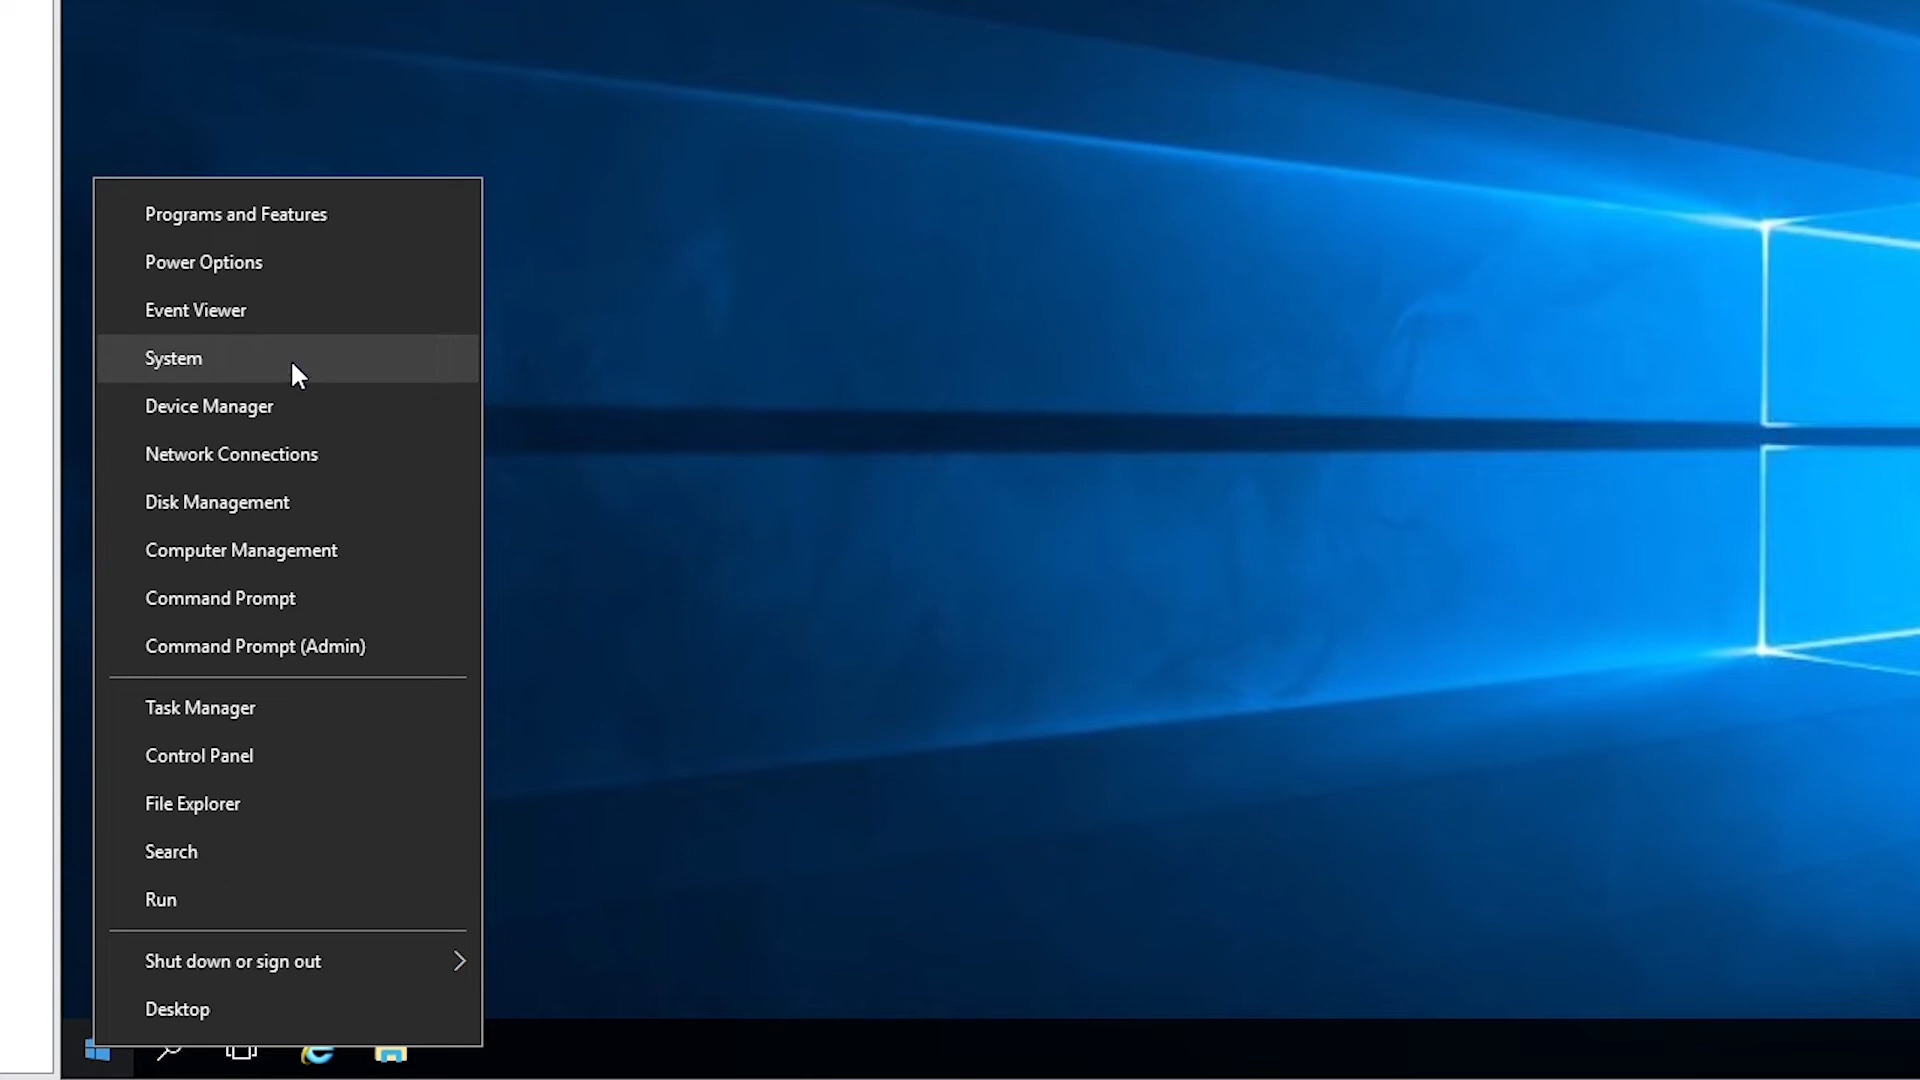 Programs and Features
Power Options
Event Viewer
System
Device Manager
Network Connections
Disk Management
Computer Management
Command Prompt
Command Prompt (Admin)
Task Manager
Control Panel
File Explorer
Search
Run
Shut down or sign out
Desktop